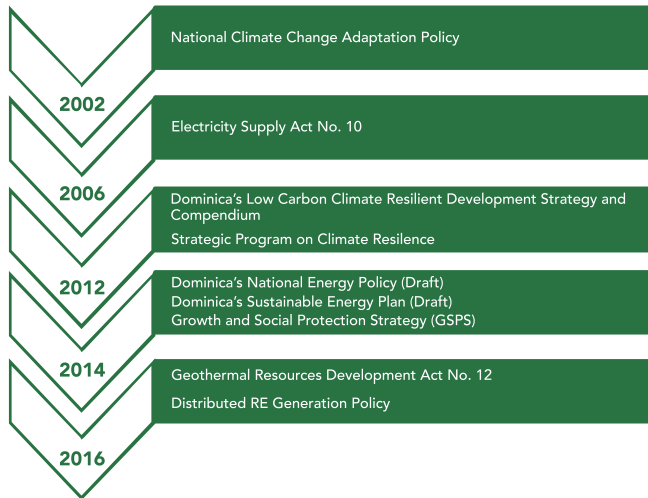 National Climate Change Adaptation Policy
2002
Electricity Supply Act No. 10
2006
Dominica's Low Carbon Climate Resilient Development Strategy and
Compendium
Strategic Program on Climate Resilence
2012
Dominica's National Energy Policy (Draft)
Dominica's Sustainable Energy Plan (Draft)
Growth and Social Protection Strategy (GSPS)
2014
Geothermal Resources Development Act No. 12
Distributed RE Generation Policy
2016